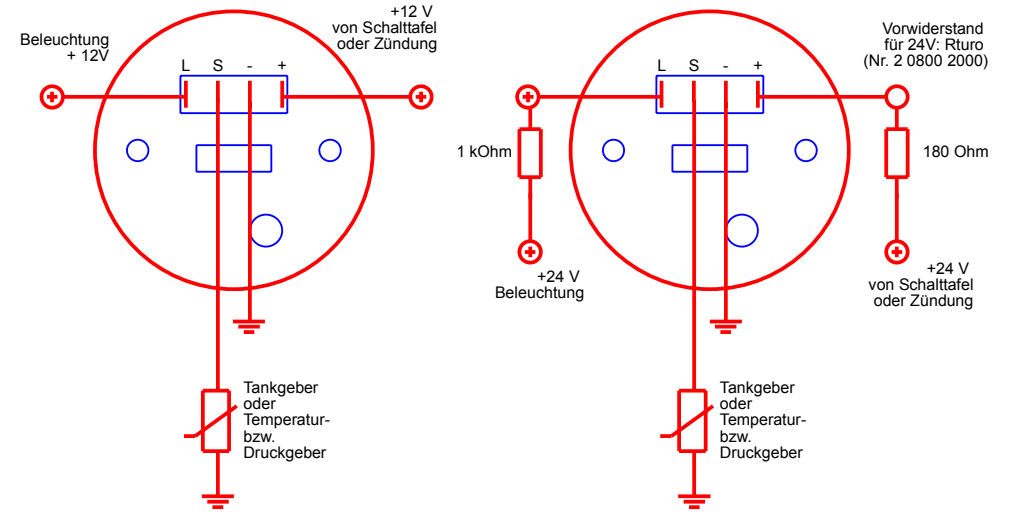 Beleuchtung
+ 12V
+12 V
von Schalttafel
oder Zündung
L S - +
Tankgeber
oder
Temperatur-
bzw.
Druckgeber
Vorwiderstand
für 24V: Rturo
(Nr. 2 0800 2000)
L S - +
1 kOhm
180 Ohm
+24 V
Beleuchtung
+24 V
von Schalttafel
oder Zündung
Tankgeber
oder
Temperatur-
bzw.
Druckgeber